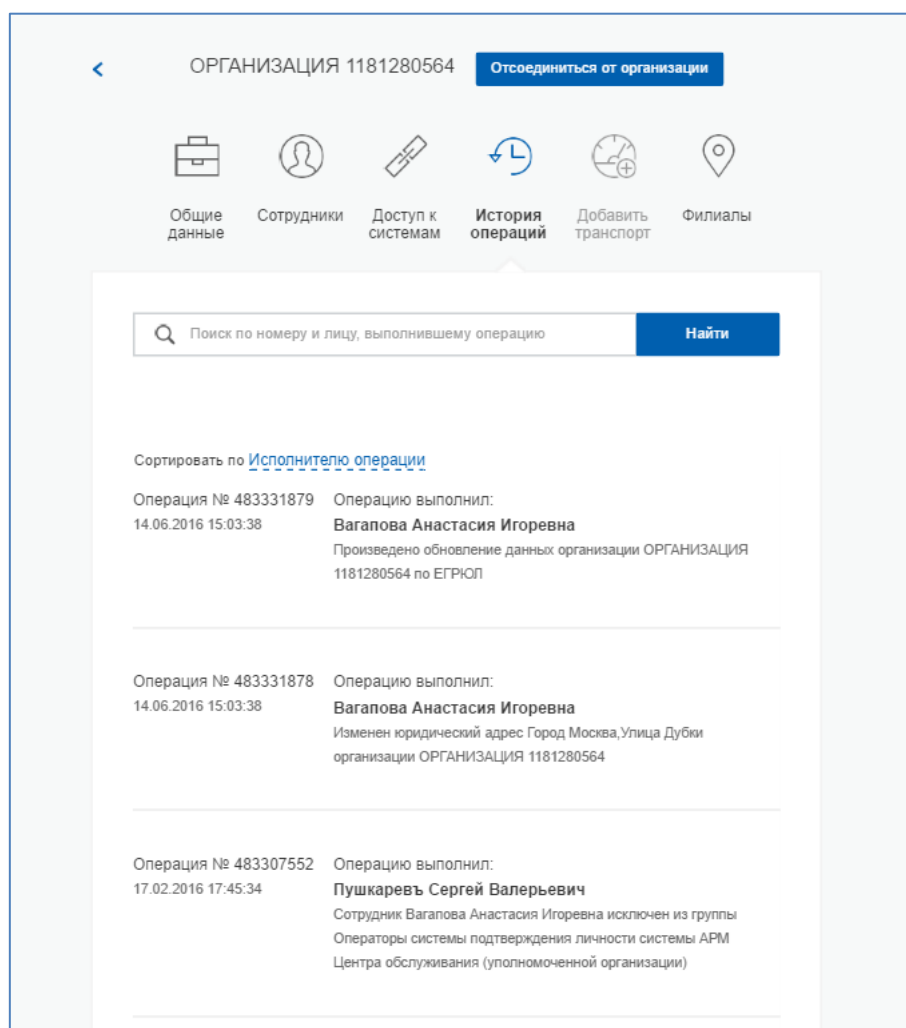 ОРГАНИЗАЦИЯ 1181280564
Отсоединиться от организации
Общие данные
Сотрудники
Доступ к системам
История операций
Добавить транспорт
Филиалы
Поиск по номеру и лицу, выполнившему операцию
Найти
Сортировать по Исполнителю операции
Операция № 483331879
14.06.2016 15:03:38
Операцию выполнил:
Вагапова Анастасия Игоревна
Произведено обновление данных организации ОРГАНИЗАЦИЯ
1181280564 по ЕГРЮЛ
Операция № 483331878
14.06.2016 15:03:38
Операцию выполнил:
Вагапова Анастасия Игоревна
Изменен юридический адрес Город Москва,Улица Дубки
организации ОРГАНИЗАЦИЯ 1181280564
Операция № 483307552
17.02.2016 17:45:34
Операцию выполнил:
Пушкаревъ Сергей Валерьевич
Сотрудник Вагапова Анастасия Игоревна исключен из группы
Операторы системы подтверждения личности системы АРМ
Центра обслуживания (уполномоченной организации)